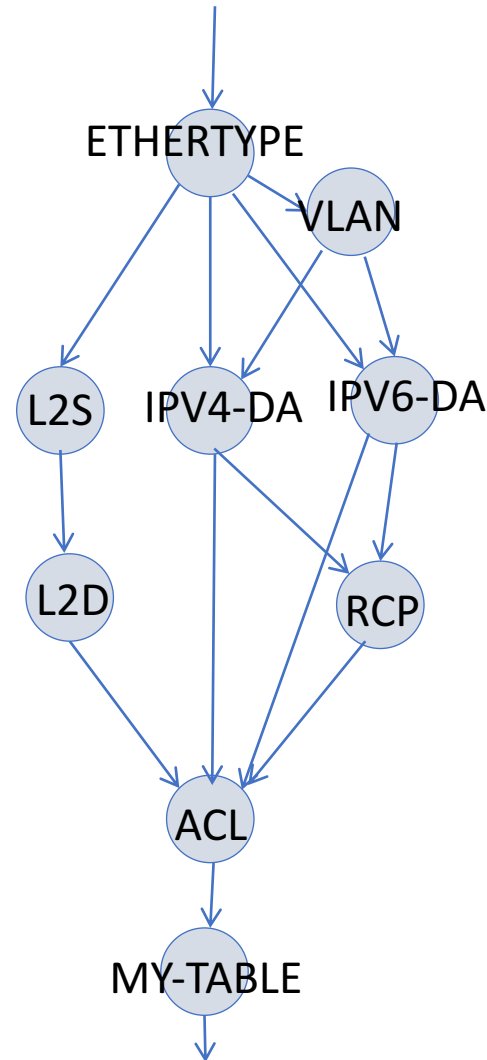 ETHERTYPE
VLAN
L2S
IPV4-DA
IPV6-DA
L2D
RCP
ACL
MY-TABLE